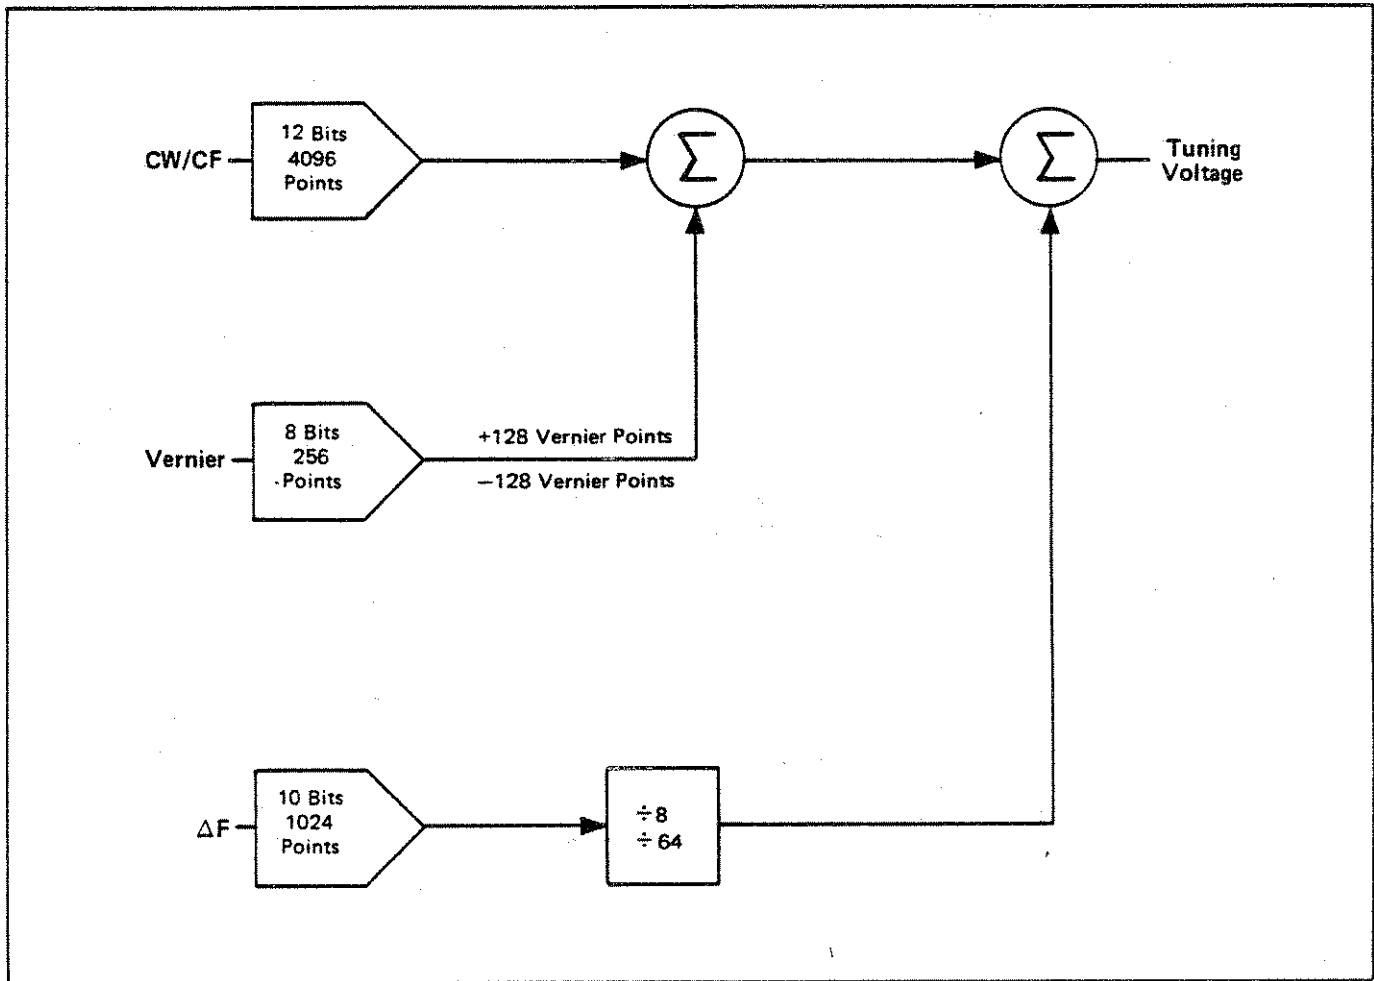 CW/CF
12 Bits
4096
Points
Σ
Σ
Tuning
Voltage
Vernier
8 Bits
256
Points
+128 Vernier Points
−128 Vernier Points
ΔF
10 Bits
1024
Points
÷8
÷64